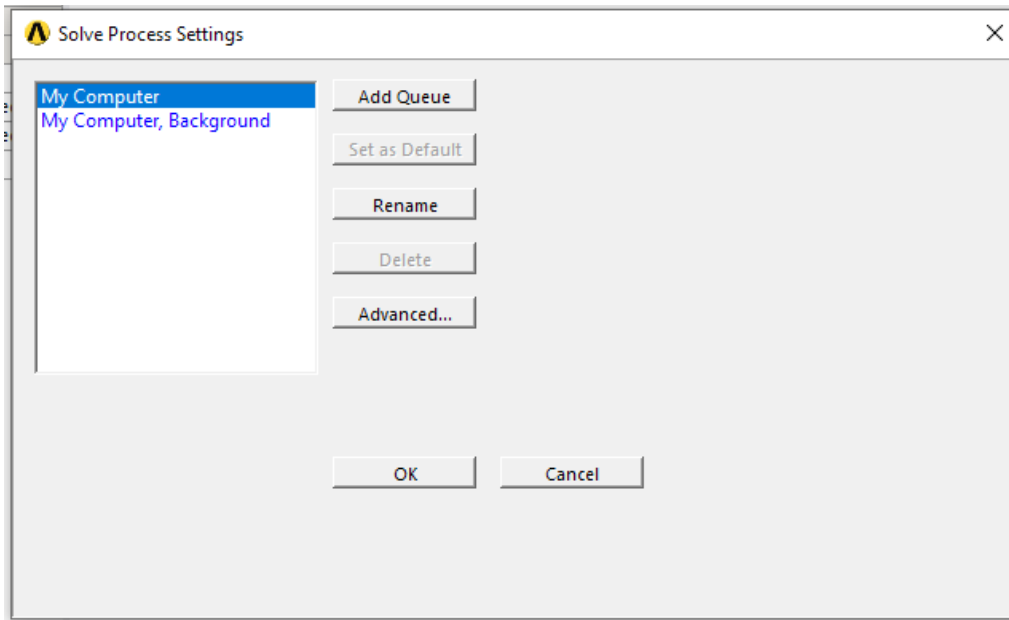 Solve Process Settings
My Computer
My Computer, Background
Add Queue
Set as Default
Rename
Delete
Advanced...
OK
Cancel